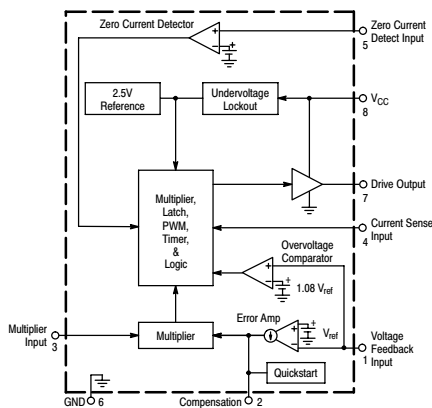 Zero Current Detector
Zero Current
Detect Input
5
2.5V
Reference
Undervoltage
Lockout
VCC
8
Multiplier,
Latch,
PWM,
Timer,
&
Logic
Drive Output
7
Current Sense
Input
4
Overvoltage
Comparator
1.08 Vref
Error Amp
Vref
Multiplier
Input
3
Multiplier
Voltage
Feedback
Input
1
Quickstart
GND 6
Compensation 2
+
−
+
+
−
+
+
−
+